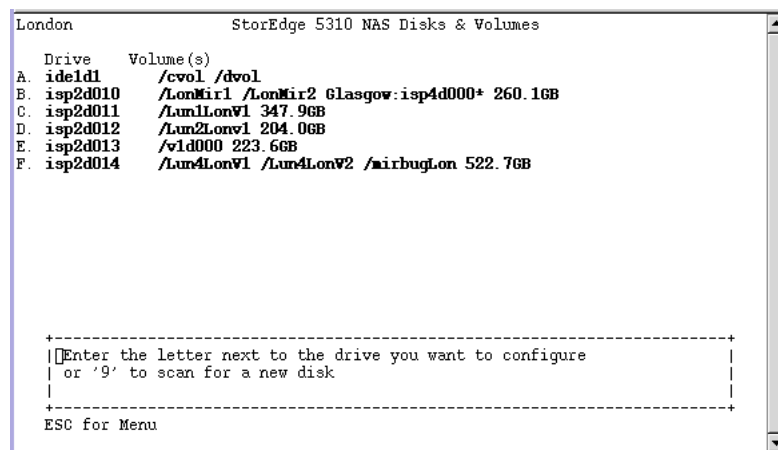 London StorEdge 5310 NAS Disks & Volumes
Drive Volume(s)
A. ide1d1 /cvol /dvol
B. isp2d010 /LonMir1 /LonMir2 Glasgow:isp4d000* 260.1GB
C. isp2d011 /Lun1LonV1 347.9GB
D. isp2d012 /Lun2Lonv1 204.0GB
E. isp2d013 /v1d000 223.6GB
F. isp2d014 /Lun4LonV1 /Lun4LonV2 /mirbugLon 522.7GB
Enter the letter next to the drive you want to configure
or '9' to scan for a new disk
ESC for Menu